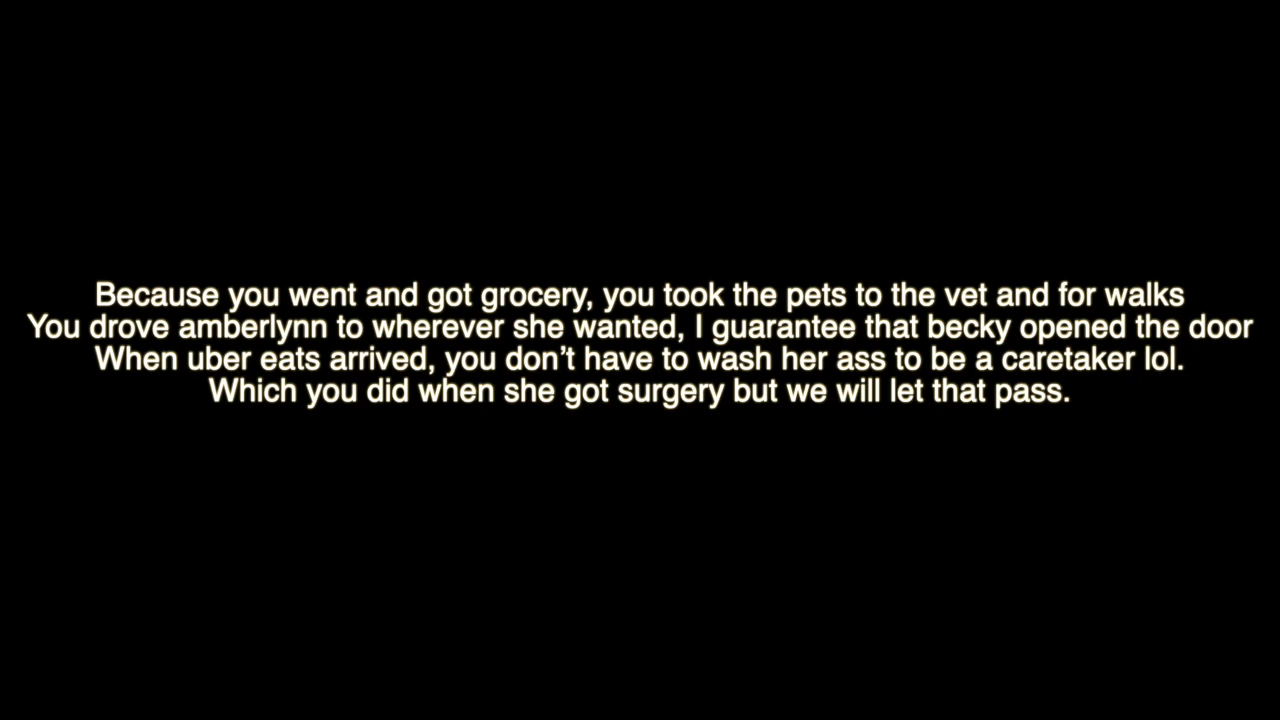 Because you went and got grocery, you took the pets to the vet and for walks
You drove amberlynn to wherever she wanted, I guarantee that becky opened the door
When uber eats arrived, you don’t have to wash her ass to be a caretaker lol.
Which you did when she got surgery but we will let that pass.